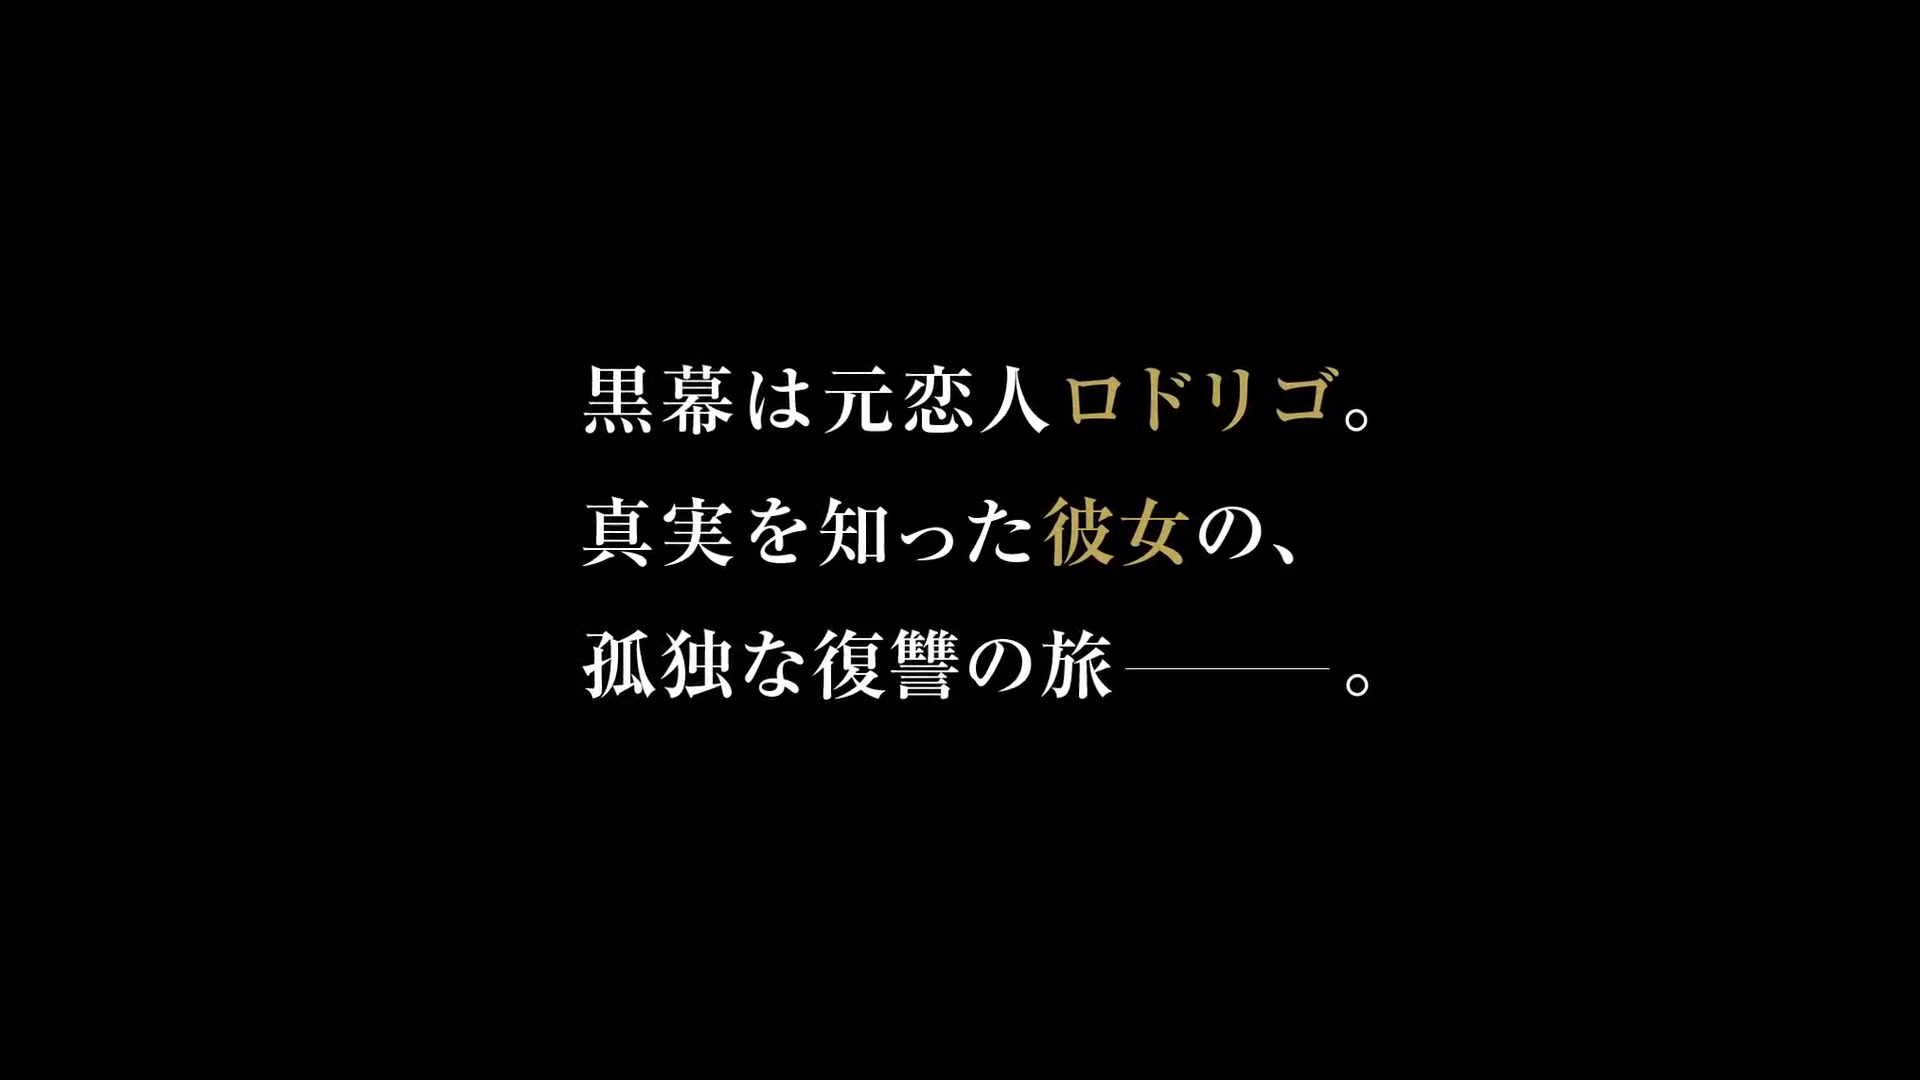 黒幕は元恋人ロドリゴ。
真実を知った彼女の、
孤独な復讐の旅───。